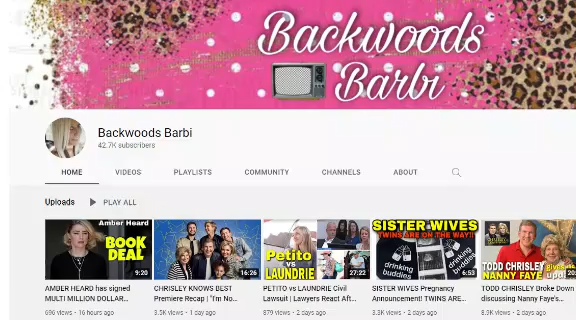 Backwoods
Barbi
Backwoods Barbi
42.7K subscribers
HOME VIDEOS PLAYLISTS COMMUNITY CHANNELS ABOUT
Uploads PLAY ALL
Amber Heard
BOOK
DEAL
9:20
16:26
Petito
vs
LAUNDRIE
27:22
SISTER WIVES
TWINS ARE ON THE WAY!!
drinking
buddies
drinking
buddies
6:53
TODD CHRISLEY
NANNY FAYE
AMBER HEARD has signed
MULTI MILLION DOLLAR...
696 views • 16 hours ago
CHRISLEY KNOWS BEST
Premiere Recap | "I'm No...
3.5K views • 1 day ago
PETITO vs LAUNDRIE Civil
Lawsuit | Lawyers React Aft...
879 views • 2 days ago
SISTER WIVES Pregnancy
Announcement! TWINS ARE...
3.3K views • 2 days ago
TODD CHRISLEY Broke Down
discussing Nanny Faye's...
8.9K views • 2 days ago